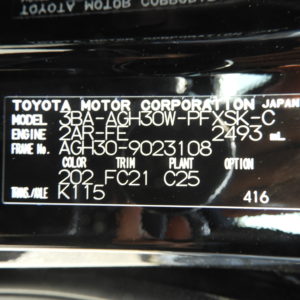 TOYOTA MOTOR CORPORATION JAPAN
MODEL 3BA-AGH30W-PFXSK-C
ENGINE 2AR-FE 2493 mL
FRAME No. AGH30-9023108
COLOR TRIM PLANT OPTION
202 FC21 C25
TRANS./AXLE K115
416